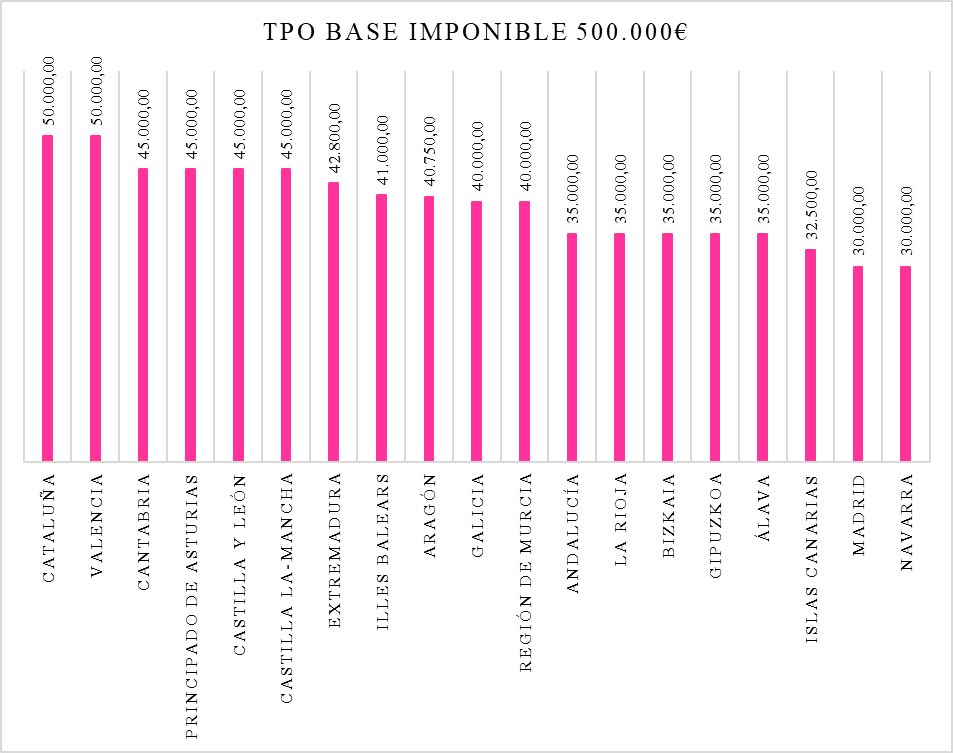 TPO BASE IMPONIBLE 500.000€
50.000,00
50.000,00
45.000,00
45.000,00
45.000,00
45.000,00
42.800,00
41.000,00
40.750,00
40.000,00
40.000,00
35.000,00
35.000,00
35.000,00
35.000,00
35.000,00
32.500,00
30.000,00
30.000,00
CATALUÑA
VALENCIA
CANTABRIA
PRINCIPADO DE ASTURIAS
CASTILLA Y LEÓN
CASTILLA LA-MANCHA
EXTREMADURA
ILLES BALEARS
ARAGÓN
GALICIA
REGIÓN DE MURCIA
ANDALUCÍA
LA RIOJA
BIZKAIA
GIPUZKOA
ÁLAVA
ISLAS CANARIAS
MADRID
NAVARRA